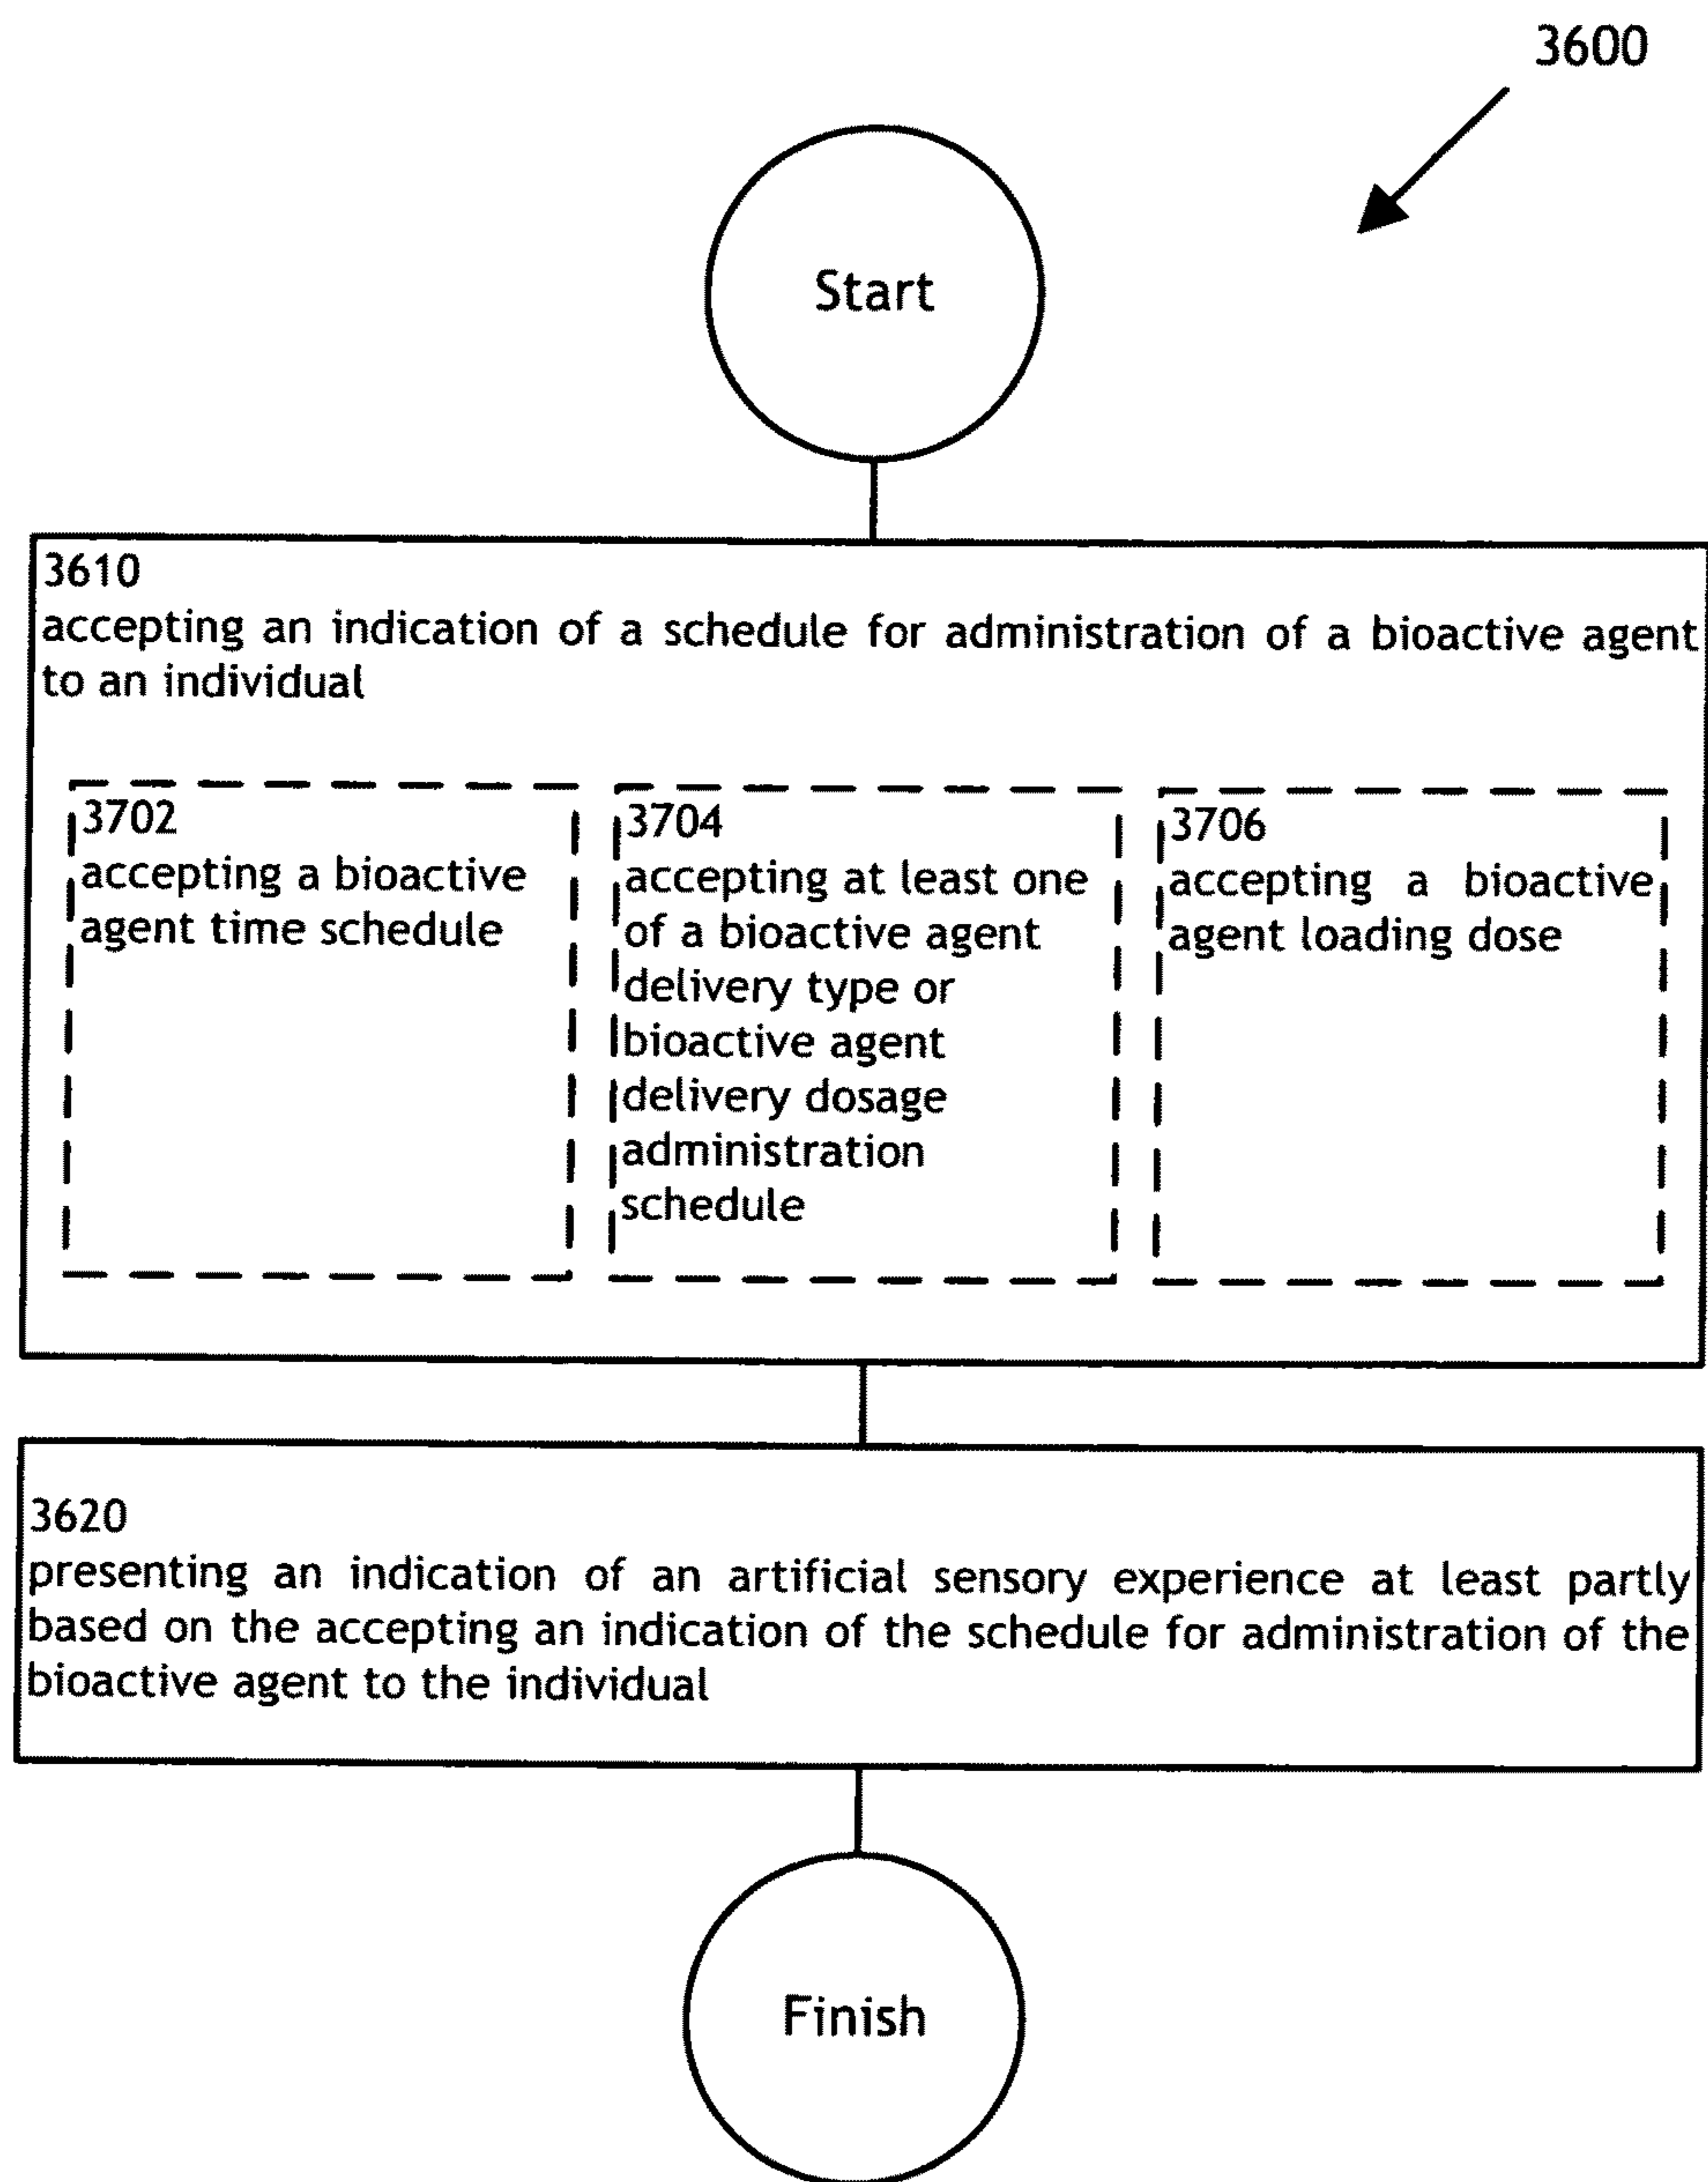 3600
Start
3610
accepting an indication of a schedule for administration of a bioactive agent
to an individual
3702
accepting a bioactive
agent time schedule
3704
accepting at least one
of a bioactive agent
delivery type or
bioactive agent
delivery dosage
administration
schedule
3706
accepting a bioactive
agent loading dose
3620
presenting an indication of an artificial sensory experience at least partly
based on the accepting an indication of the schedule for administration of the
bioactive agent to the individual
Finish